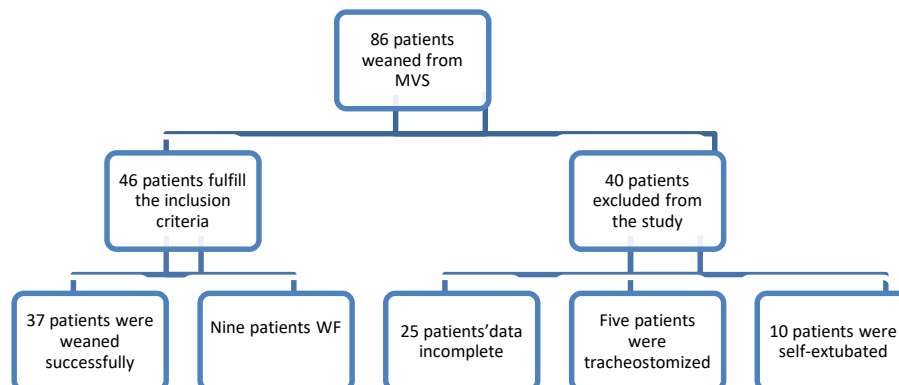 86 patients
weaned from
MVS
46 patients fulfill
the inclusion
criteria
40 patients
excluded from
the study
37 patients were
weaned
successfully
Nine patients WF
25 patients’data
incomplete
Five patients
were
tracheostomized
10 patients were
self-extubated